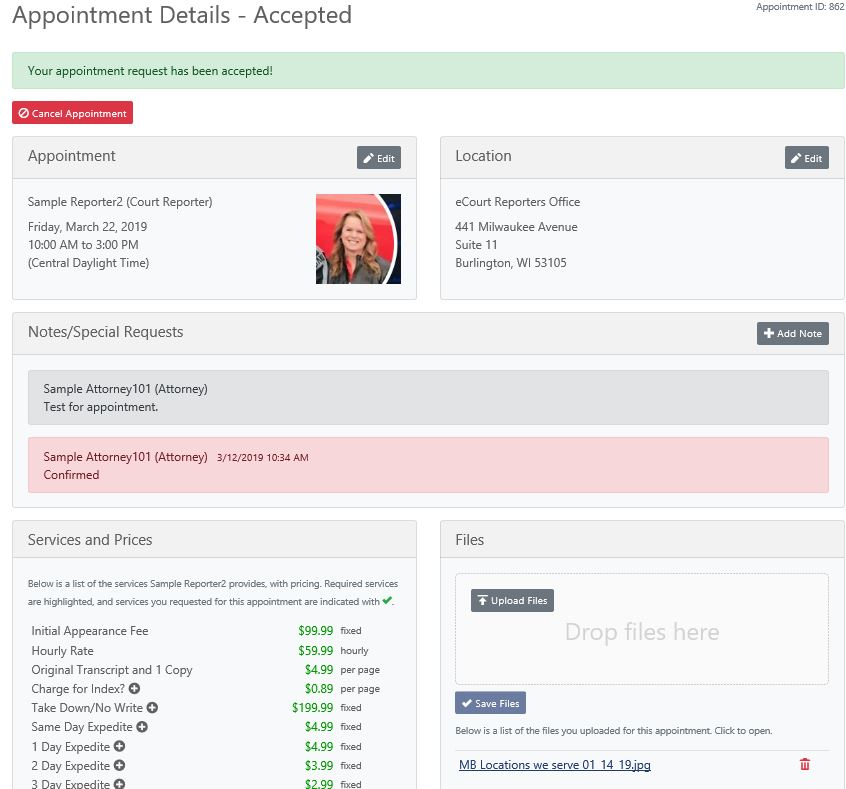 Appointment Details - Accepted
Appointment ID: 862
Your appointment request has been accepted!
Cancel Appointment
Appointment
Edit
Sample Reporter2 (Court Reporter)
Friday, March 22, 2019
10:00 AM to 3:00 PM
(Central Daylight Time)
Location
Edit
eCourt Reporters Office
441 Milwaukee Avenue
Suite 11
Burlington, WI 53105
Notes/Special Requests
Add Note
Sample Attorney101 (Attorney)
Test for appointment.
Sample Attorney101 (Attorney) 3/12/2019 10:34 AM
Confirmed
Services and Prices
Below is a list of the services Sample Reporter2 provides, with pricing. Required services
are highlighted, and services you requested for this appointment are indicated with ✔.
Initial Appearance Fee $99.99 fixed
Hourly Rate $59.99 hourly
Original Transcript and 1 Copy $4.99 per page
Charge for Index? $0.89 per page
Take Down/No Write $199.99 fixed
Same Day Expedite $4.99 fixed
1 Day Expedite $4.99 fixed
2 Day Expedite $3.99 fixed
3 Day Expedite $2.99 fixed
Files
Upload Files
Drop files here
Save Files
Below is a list of the files you uploaded for this appointment. Click to open.
MB Locations we serve 01_14_19.jpg